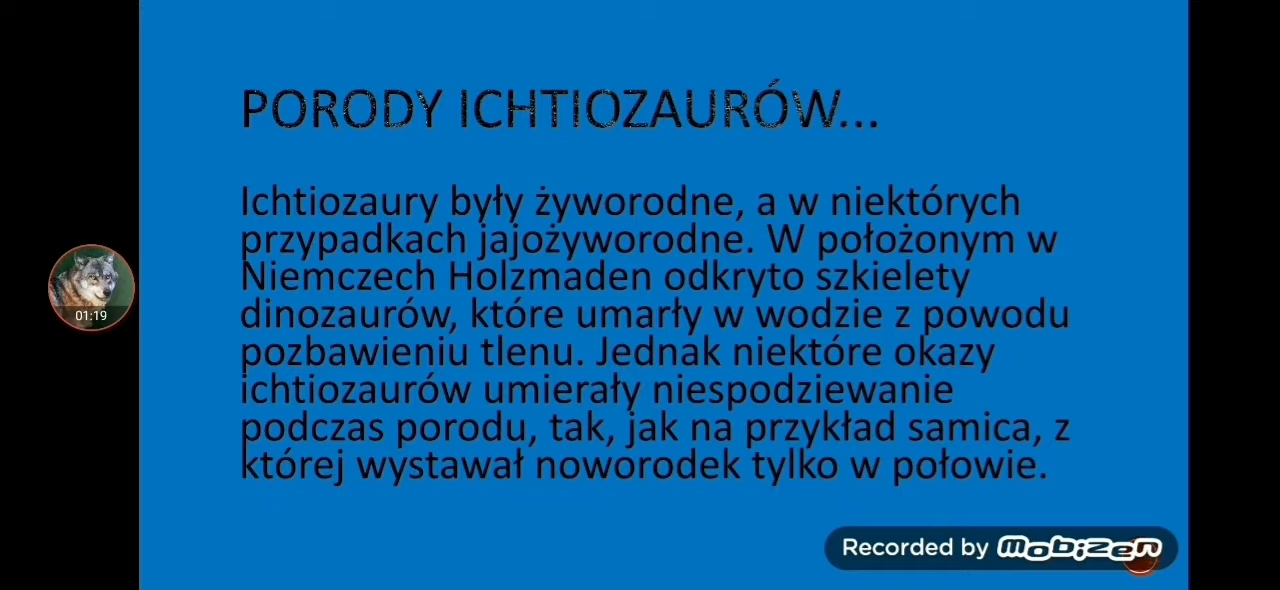 PORODY ICHTIOZAURÓW...
Ichtiozaury były żyworodne, a w niektórych
przypadkach jajożyworodne. W położonym w
Niemczech Holzmaden odkryto szkielety
dinozaurów, które umarły w wodzie z powodu
pozbawieniu tlenu. Jednak niektóre okazy
ichtiozaurów umierały niespodziewanie
podczas porodu, tak, jak na przykład samica, z
której wystawał noworodek tylko w połowie.
01:19
Recorded by mobizen